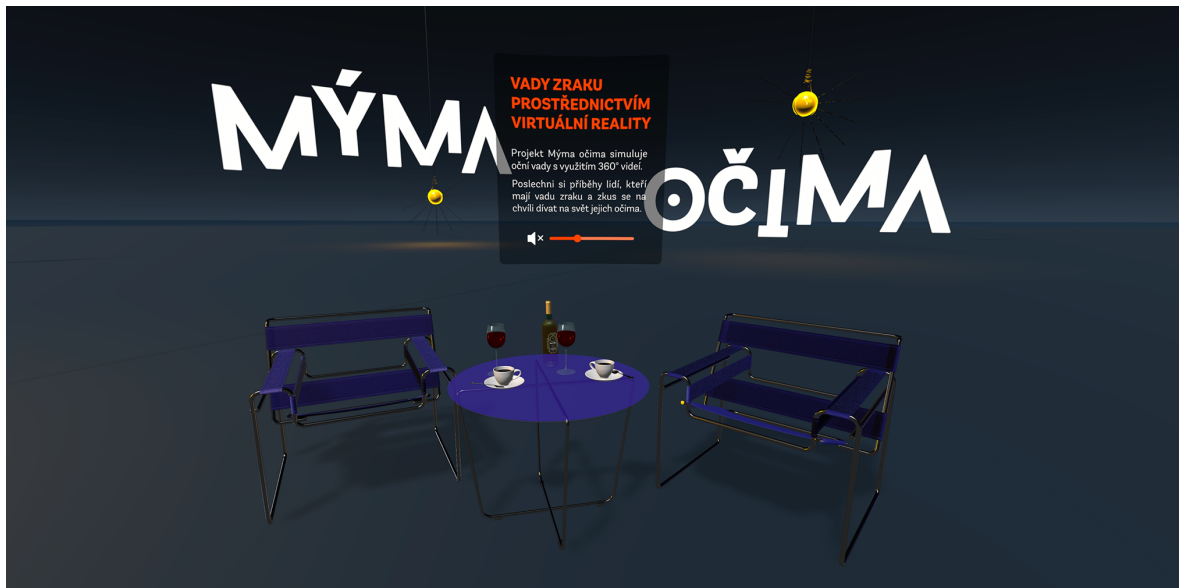 MÝMA OČIMA
VADY ZRAKU
PROSTŘEDNICTVÍM
VIRTUÁLNÍ REALITY
Projekt Mýma očima simuluje
oční vady s využitím 360° videí.
Poslechni si příběhy lidí, kteří
mají vadu zraku a zkus se na
chvíli dívat na svět jejich očima.